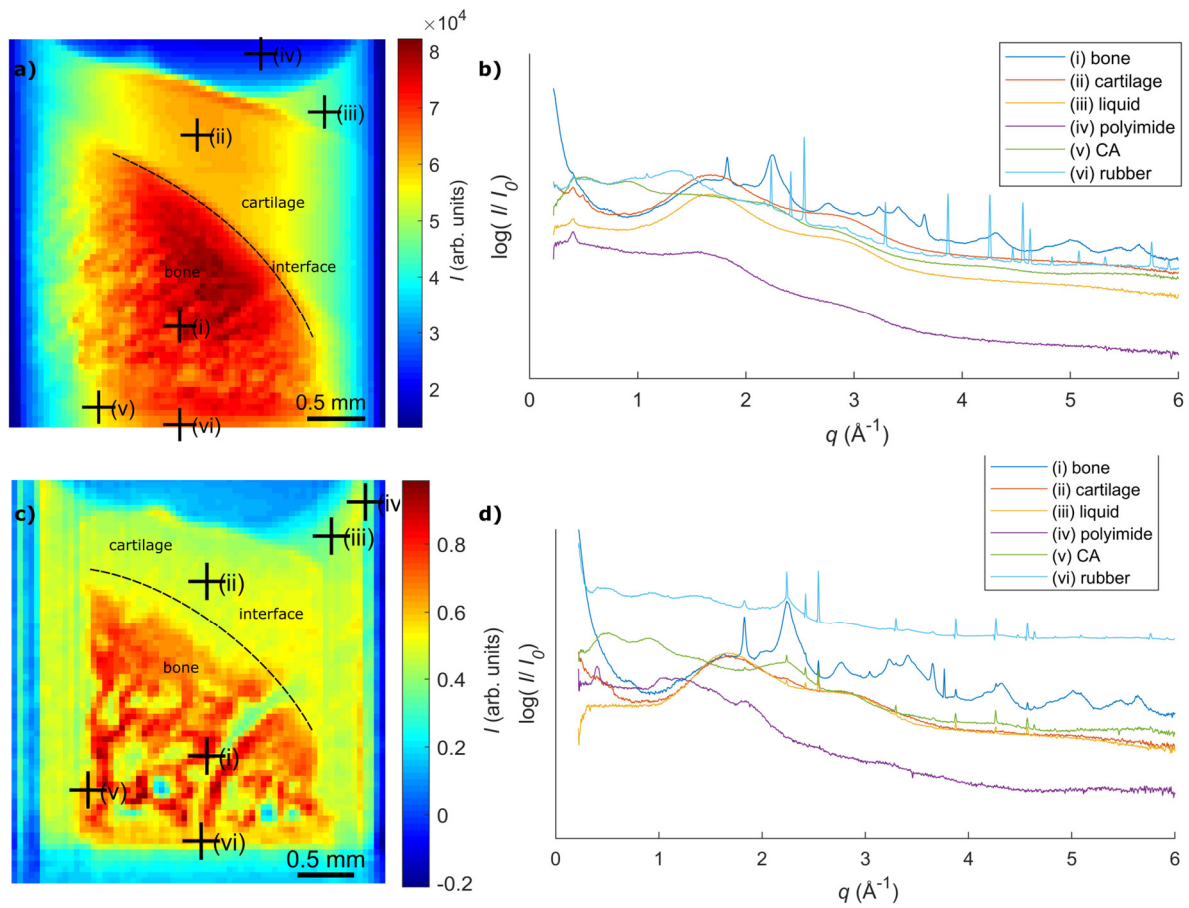 a)
(iv)
(iii)
(ii)
cartilage
interface
bone
(i)
(v)
(vi)
0.5 mm
×10⁴
8
7
6
5
4
3
2
I (arb. units)
b)
(i) bone
(ii) cartilage
(iii) liquid
(iv) polyimide
(v) CA
(vi) rubber
log( I/ I₀)
0 1 2 3 4 5 6
q (Å⁻¹)
c)
(iv
(iii)
cartilage
(ii)
interface
bone
(i)
(v)
(vi)
0.5 mm
0.8
0.6
0.4
0.2
0
-0.2
I (arb. units)
d)
(i) bone
(ii) cartilage
(iii) liquid
(iv) polyimide
(v) CA
(vi) rubber
log( I/ I₀)
0 1 2 3 4 5 6
q (Å⁻¹)